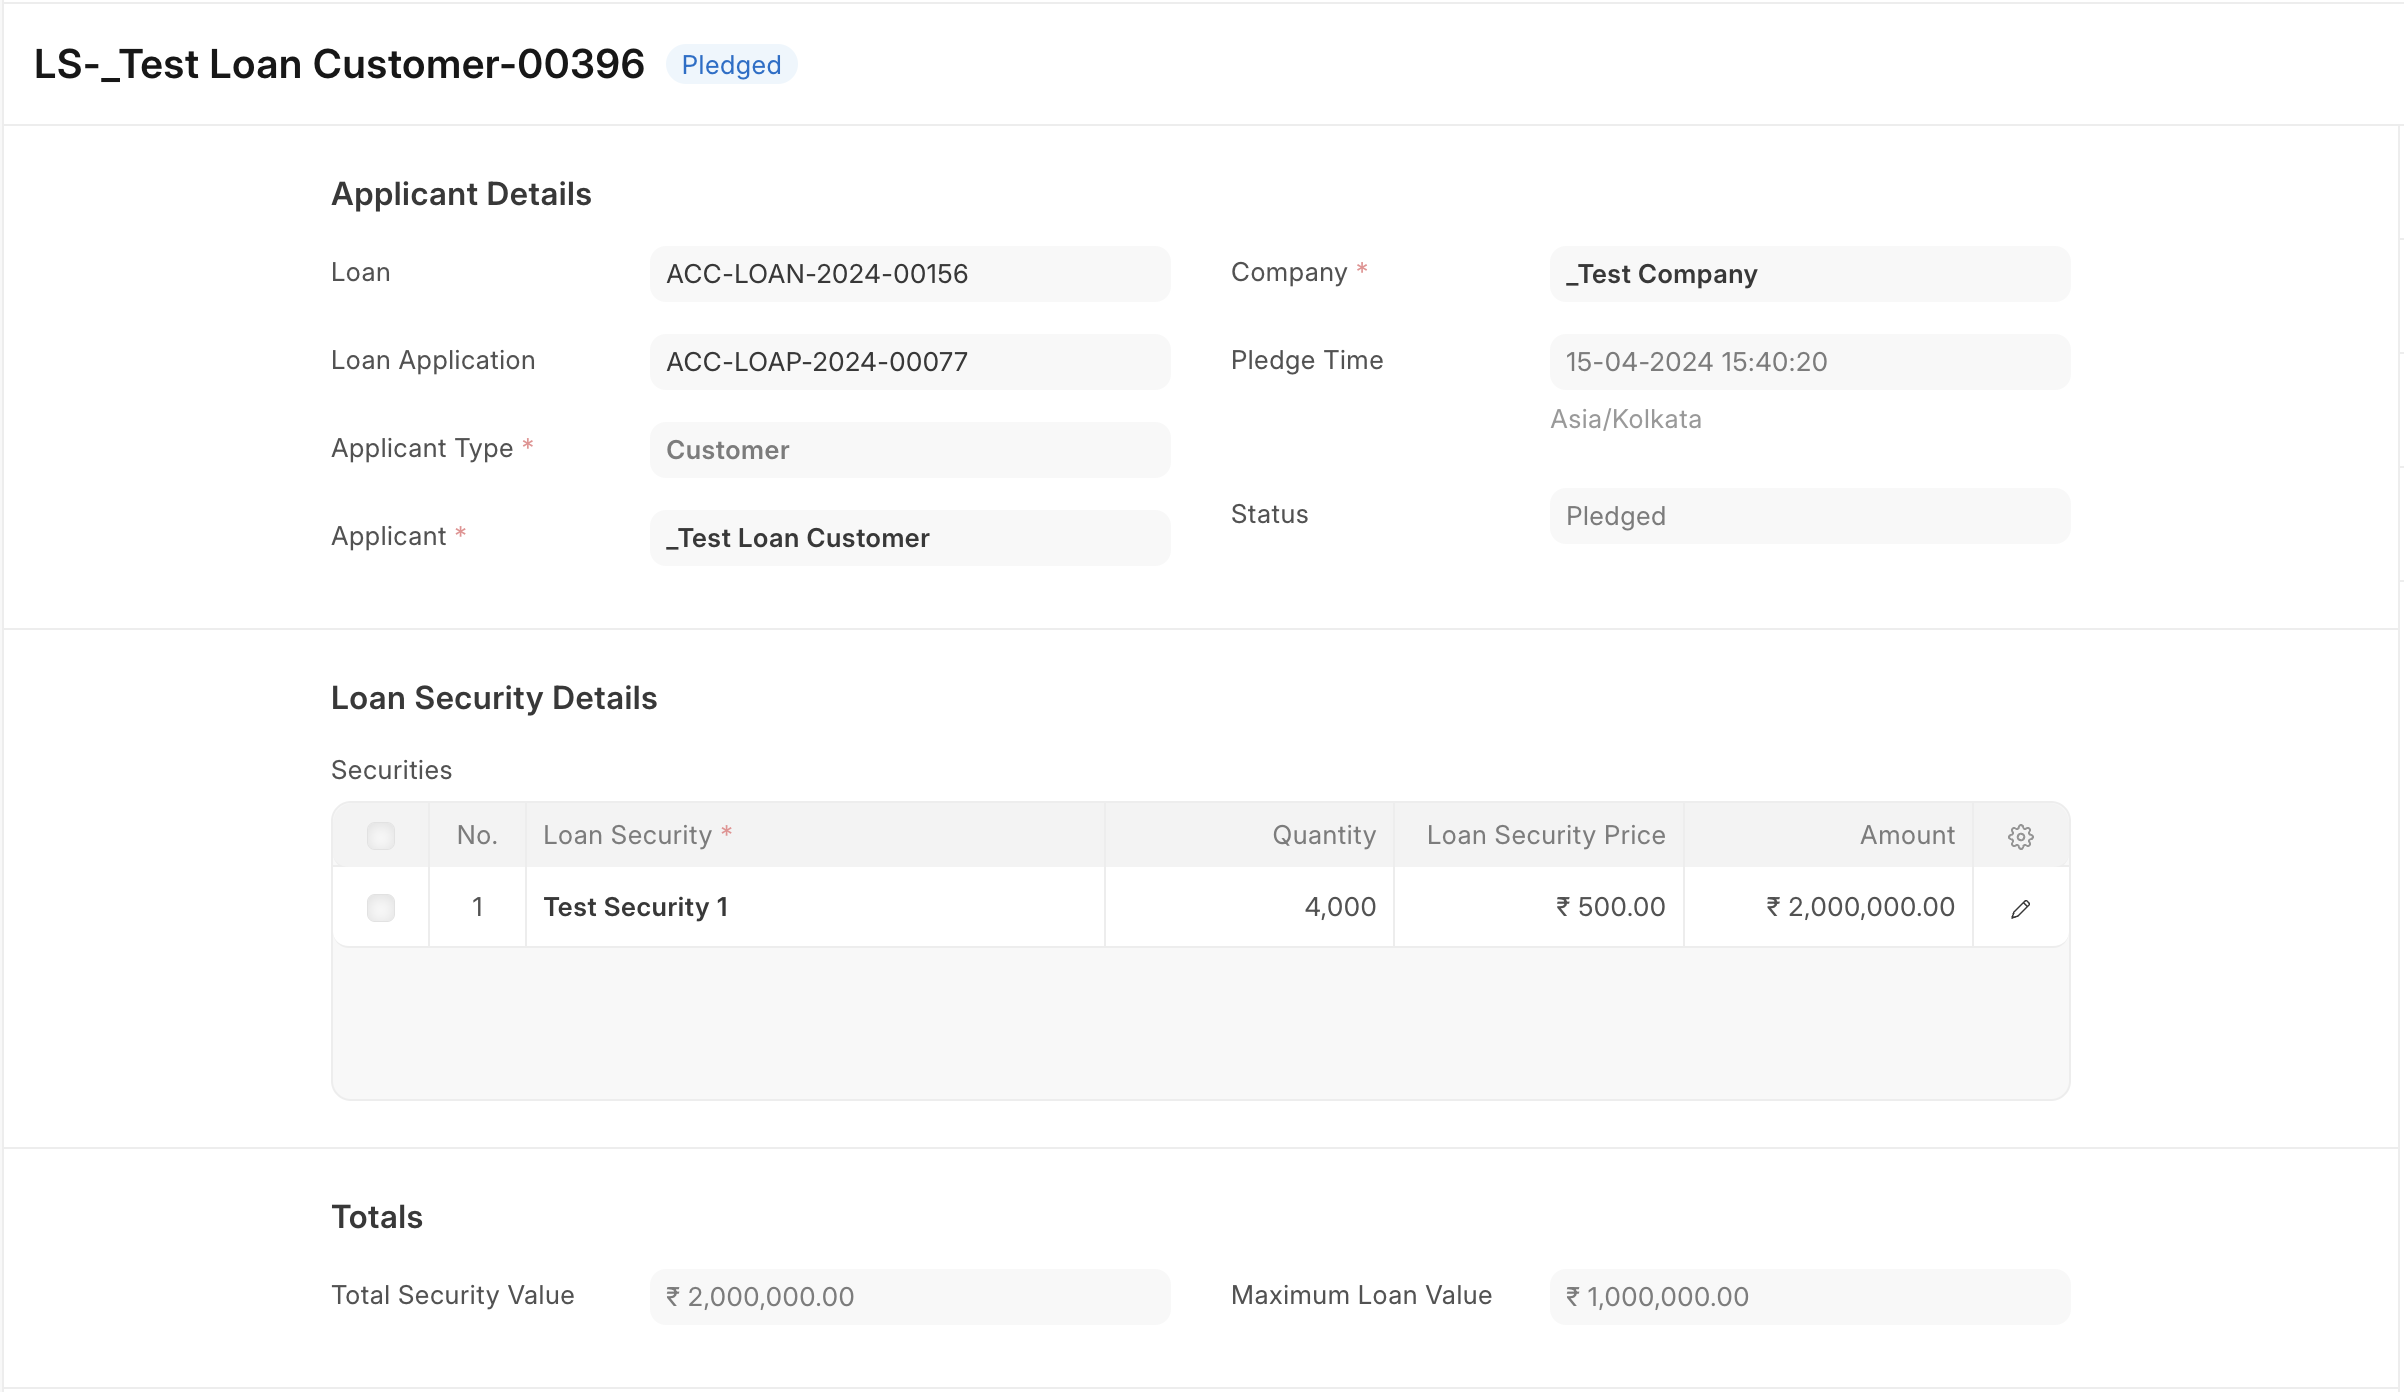 LS-_Test Loan Customer-00396 Pledged
Applicant Details
Loan ACC-LOAN-2024-00156
Loan Application ACC-LOAP-2024-00077
Applicant Type * Customer
Applicant * _Test Loan Customer
Company * _Test Company
Pledge Time 15-04-2024 15:40:20
Asia/Kolkata
Status Pledged
Loan Security Details
Securities
No. Loan Security * Quantity Loan Security Price Amount
1 Test Security 1 4,000 ₹ 500.00 ₹ 2,000,000.00
Totals
Total Security Value ₹ 2,000,000.00
Maximum Loan Value ₹ 1,000,000.00